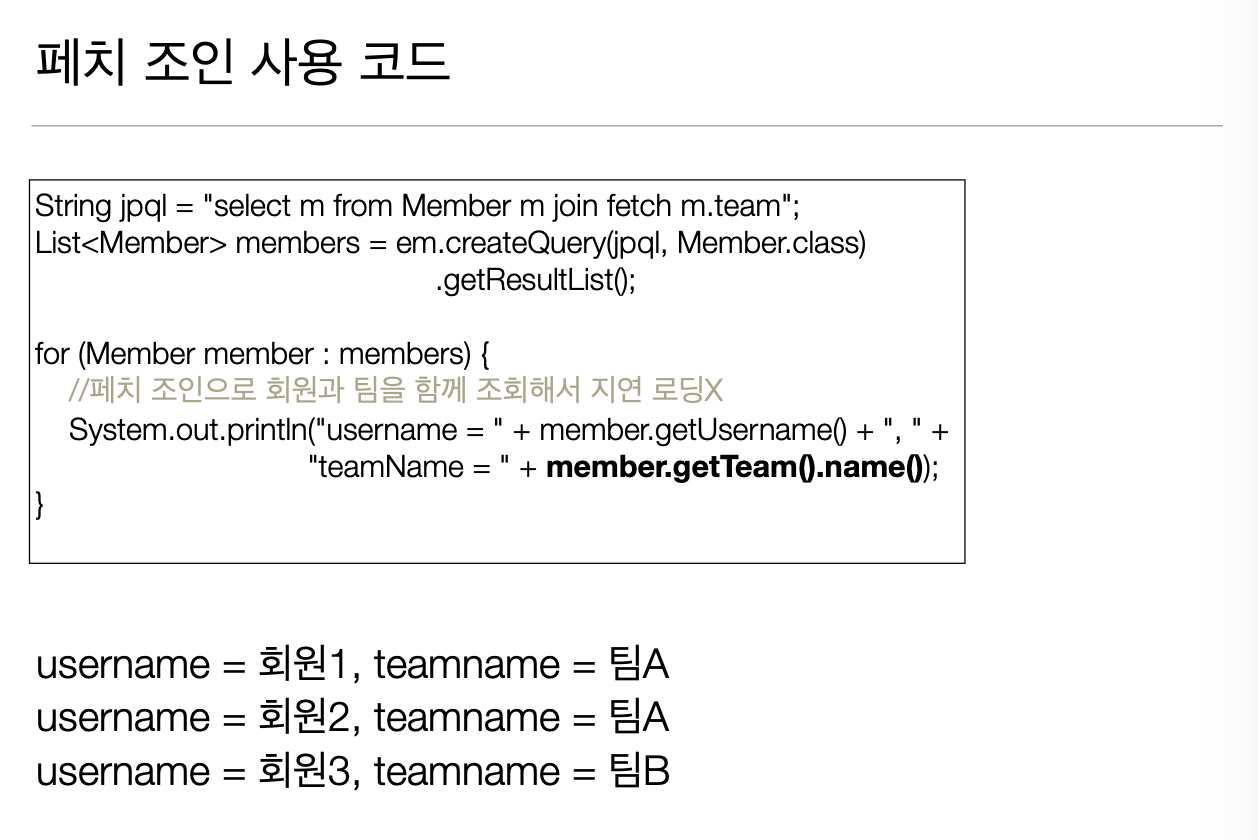 페치 조인 사용 코드
String jpql = "select m from Member m join fetch m.team";
List<Member> members = em.createQuery(jpql, Member.class)
.getResultList();
for (Member member : members) {
//페치 조인으로 회원과 팀을 함께 조회해서 지연 로딩X
System.out.println("username = " + member.getUsername() + ", " +
"teamName = " + member.getTeam().name());
}
username = 회원1, teamname = 팀A
username = 회원2, teamname = 팀A
username = 회원3, teamname = 팀B